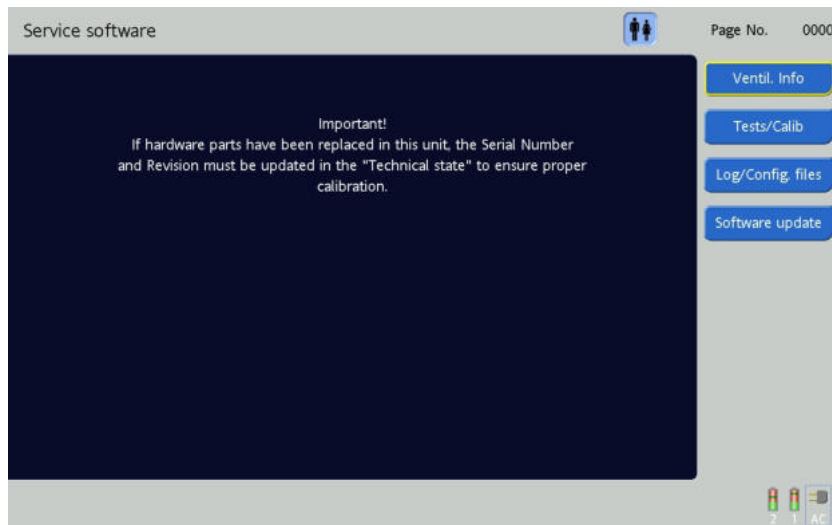 Service software
Page No. 0000
Important!
If hardware parts have been replaced in this unit, the Serial Number
and Revision must be updated in the "Technical state" to ensure proper
calibration.
Ventil. Info
Tests/Calib
Log/Config. files
Software update
2 1 AC